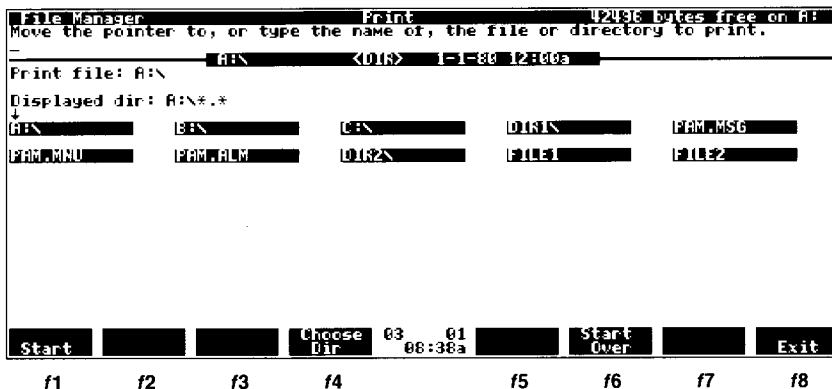 File Manager Print 42496 bytes free on A:
Move the pointer to, or type the name of, the file or directory to print.
A:\ <DIR> 1-1-80 12:00a
Print file: A:\
Displayed dir: A:\*.*
A:\ B:\ C:\ DIR1\ PAM.MSG
PAM.MNU PAM.ALM DIR2\ FILE1 FILE2
Start Choose Dir 03 01 08:38a Start Over Exit
f1 f2 f3 f4 f5 f6 f7 f8